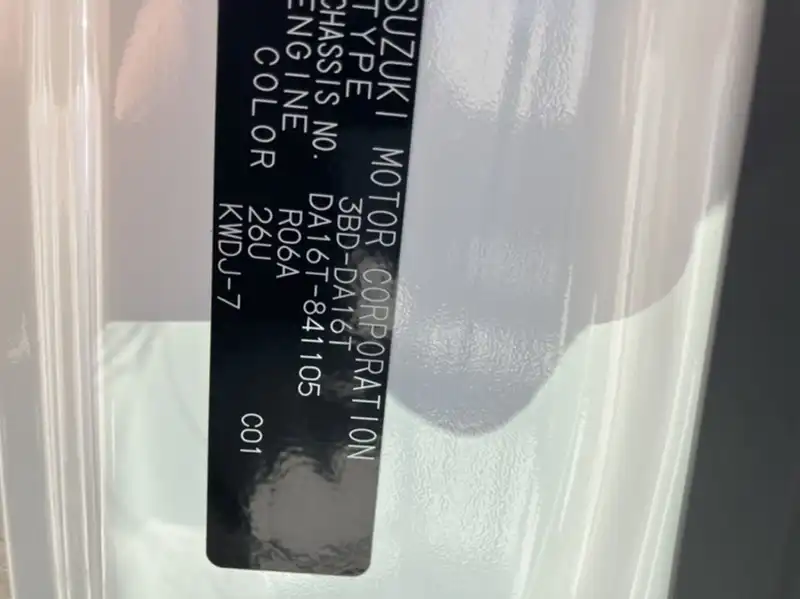 SUZUKI MOTOR CORPORATION
TYPE 3BD-DA16T
CHASSIS NO. DA16T-841105
ENGINE R06A
COLOR 26U C01
KWDJ-7